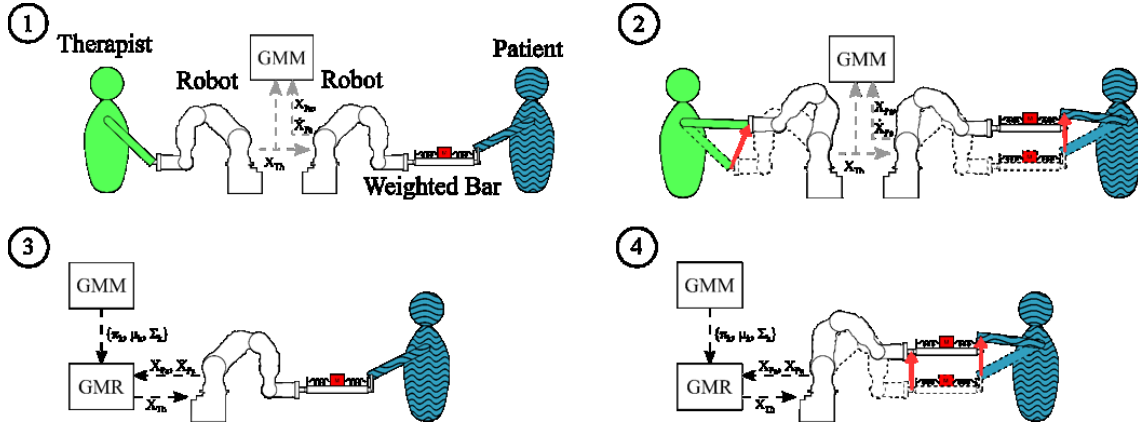 1
Therapist
GMM
Patient
Robot
Robot
X_Pa,
Ẋ_Pa
X_Th
Weighted Bar
2
GMM
X_Pa,
Ẋ_Pa
X_Th
3
GMM
{π_k, μ_k, Σ_k}
GMR
X_Pa, Ẋ_Pa
X_Th
4
GMM
{π_k, μ_k, Σ_k}
GMR
X_Pa, Ẋ_Pa
X_Th